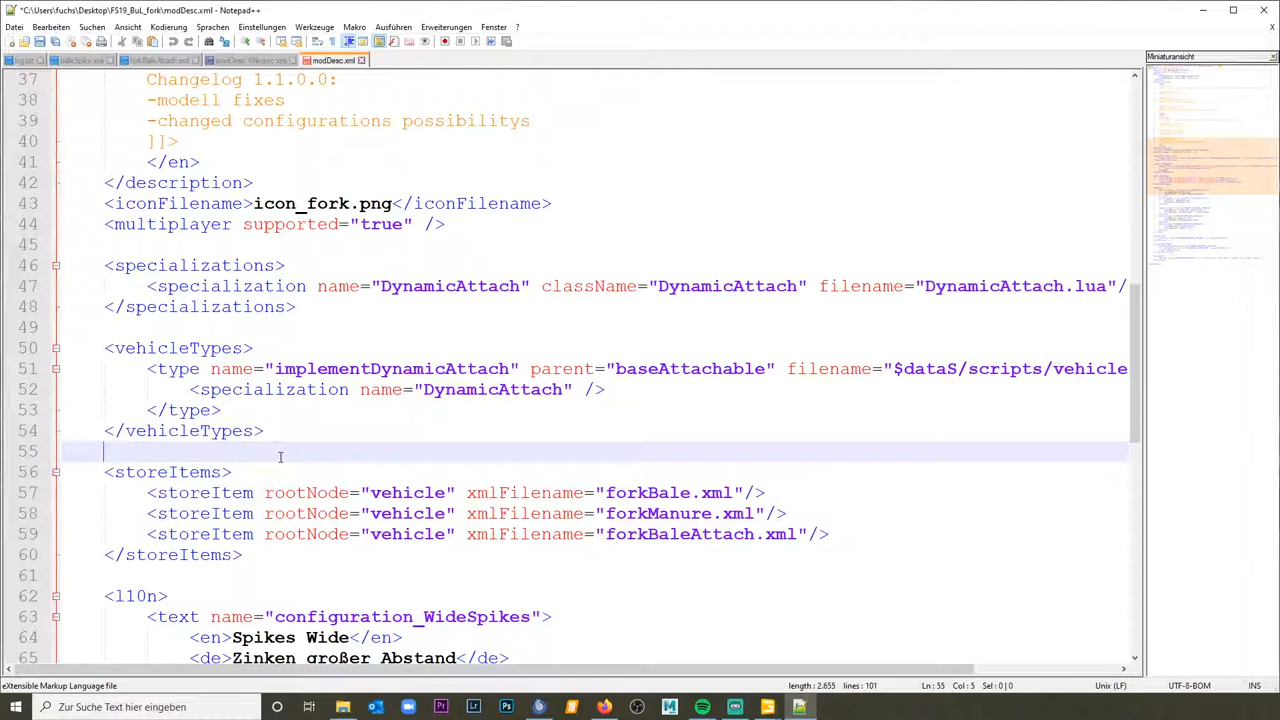 *C:\Users\fuchs\Desktop\FS19_BuL_fork\modDesc.xml - Notepad++
Datei Bearbeiten Suchen Ansicht Kodierung Sprachen Einstellungen Werkzeuge Makro Ausführen Erweiterungen Fenster ?
X
log.txt modDesc.xml
Miniaturansicht
37 Changelog 1.1.0.0:
38 -modell fixes
39 -changed configurations possibilitys
40 ]]>
41 </en>
42 </description>
43 <iconFilename>icon_fork.png</iconFilename>
44 <multiplayer supported="true" />
45
46 <specializations>
47 <specialization name="DynamicAttach" className="DynamicAttach" filename="DynamicAttach.lua"/
48 </specializations>
49
50 <vehicleTypes>
51 <type name="implementDynamicAttach" parent="baseAttachable" filename="$dataS/scripts/vehicle
52 <specialization name="DynamicAttach" />
53 </type>
54 </vehicleTypes>
55
56 <storeItems>
57 <storeItem rootNode="vehicle" xmlFilename="forkBale.xml"/>
58 <storeItem rootNode="vehicle" xmlFilename="forkManure.xml"/>
59 <storeItem rootNode="vehicle" xmlFilename="forkBaleAttach.xml"/>
60 </storeItems>
61
62 <l10n>
63 <text name="configuration_WideSpikes">
64 <en>Spikes Wide</en>
65 <de>Zinken großer Abstand</de>
eXtensible Markup Language file length : 2.655 lines : 101 Ln : 55 Col : 5 Sel : 0 | 0 Unix (LF) UTF-8-BOM INS
Zur Suche Text hier eingeben